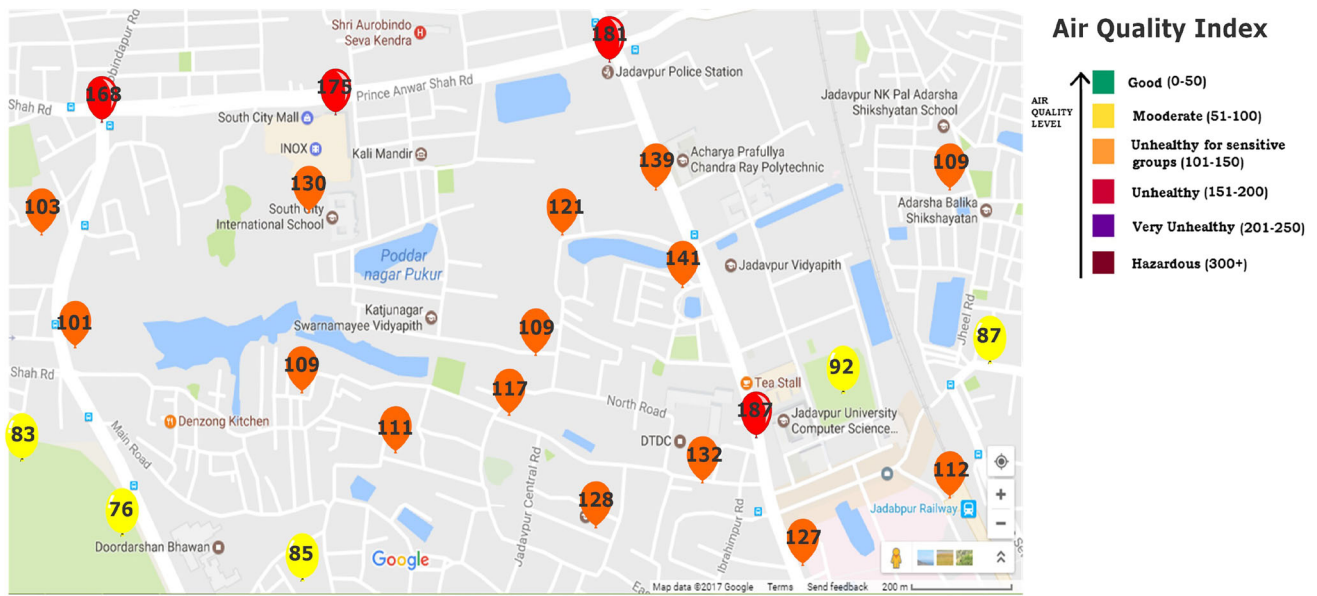 obindapur Rd
Shri Aurobindo
Seva Kendra
181
Jadavpur Police Station
168
175
Shah Rd
Prince Anwar Shah Rd
South City Mall
INOX
Kali Mandir
Jadavpur NK Pal Adarsha
Shikshyatan School
139
Acharya Prafullya
Chandra Ray Polytechnic
109
130
103
South City
International School
121
Adarsha Balika
Shikshayatan
Poddar
nagar Pukur
141
Jadavpur Vidyapith
Katjunagar
Swarnamayee Vidyapith
101
109
Jheel Rd
87
109
92
Shah Rd
117
Tea Stall
North Road
187
Jadavpur University
Computer Science...
Denzong Kitchen
111
83
Main Road
DTDC
132
112
Jadavpur Central Rd
128
76
Ibrahimpur Rd
Jadabpur Railway
127
Doordarshan Bhawan
85
Google
Map data ©2017 Google
Terms
Send feedback
200 m
Air Quality Index
AIR
QUALITY
LEVEL
Good (0-50)
Mooderate (51-100)
Unhealthy for sensitive
groups (101-150)
Unhealthy (151-200)
Very Unhealthy (201-250)
Hazardous (300+)